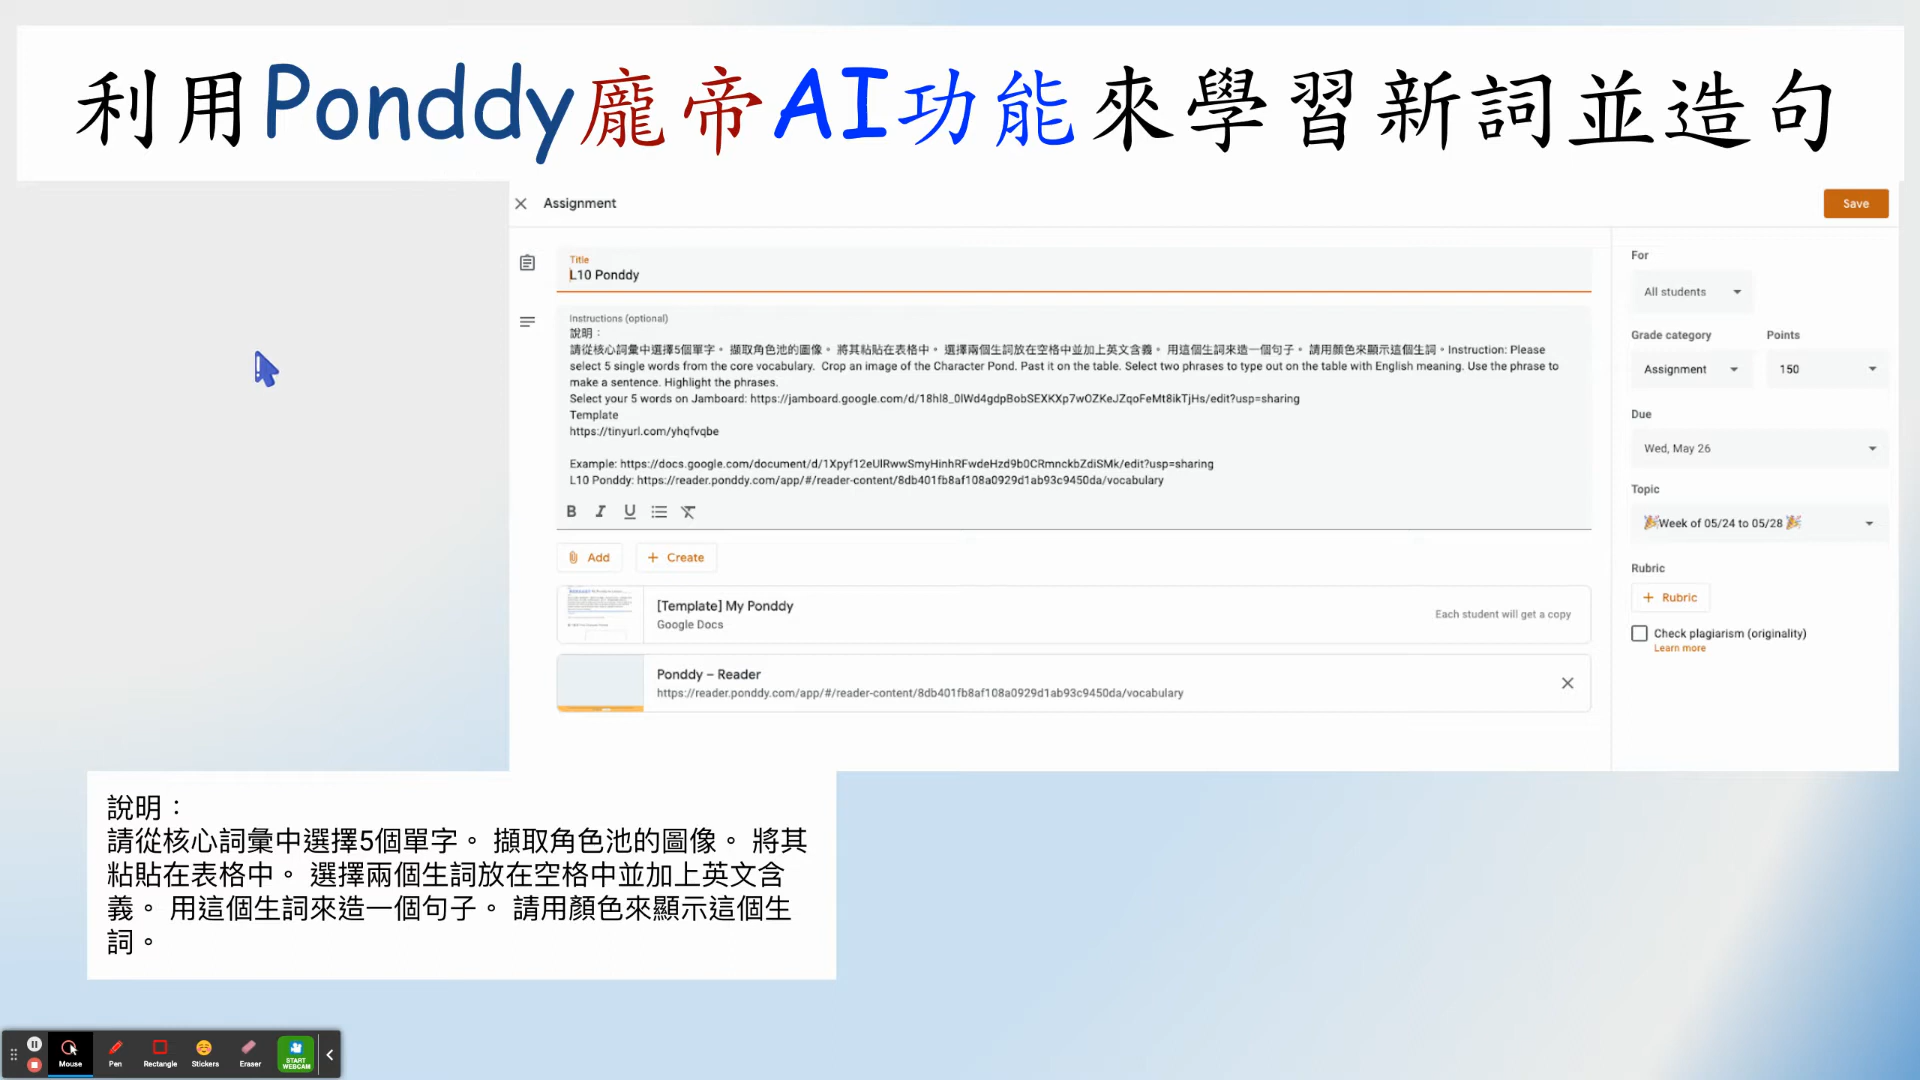 利用Ponddy龐帝AI功能來學習新詞並造句
Assignment
Save
Title
L10 Ponddy
Instructions (optional)
說明：
請從核心詞彙中選擇5個單字。 擷取角色池的圖像。 將其粘貼在表格中。 選擇兩個生詞放在空格中並加上英文含義。 用這個生詞來造一個句子。 請用顏色來顯示這個生詞。Instruction: Please
select 5 single words from the core vocabulary.  Crop an image of the Character Pond. Past it on the table. Select two phrases to type out on the table with English meaning. Use the phrase to
make a sentence. Highlight the phrases.
Select your 5 words on Jamboard: https://jamboard.google.com/d/18hl8_0lWd4gdpBobSEXKXp7wOZKeJZqoFeMt8ikTjHs/edit?usp=sharing
Template
https://tinyurl.com/yhqfvqbe
Example: https://docs.google.com/document/d/1Xpyf12eUlRwwSmyHinhRFwdeHzd9b0CRmnckbZdiSMk/edit?usp=sharing
L10 Ponddy: https://reader.ponddy.com/app/#/reader-content/8db401fb8af108a0929d1ab93c9450da/vocabulary
B I U
Add
+ Create
[Template] My Ponddy
Google Docs
Each student will get a copy
Ponddy – Reader
https://reader.ponddy.com/app/#/reader-content/8db401fb8af108a0929d1ab93c9450da/vocabulary
For
All students
Grade category
Points
Assignment
150
Due
Wed, May 26
Topic
🎉Week of 05/24 to 05/28 🎉
Rubric
+ Rubric
Check plagiarism (originality)
Learn more
說明：
請從核心詞彙中選擇5個單字。 擷取角色池的圖像。 將其
粘貼在表格中。 選擇兩個生詞放在空格中並加上英文含
義。 用這個生詞來造一個句子。 請用顏色來顯示這個生
詞。
Mouse
Pen
Rectangle
Stickers
Eraser
START
WEBCAM